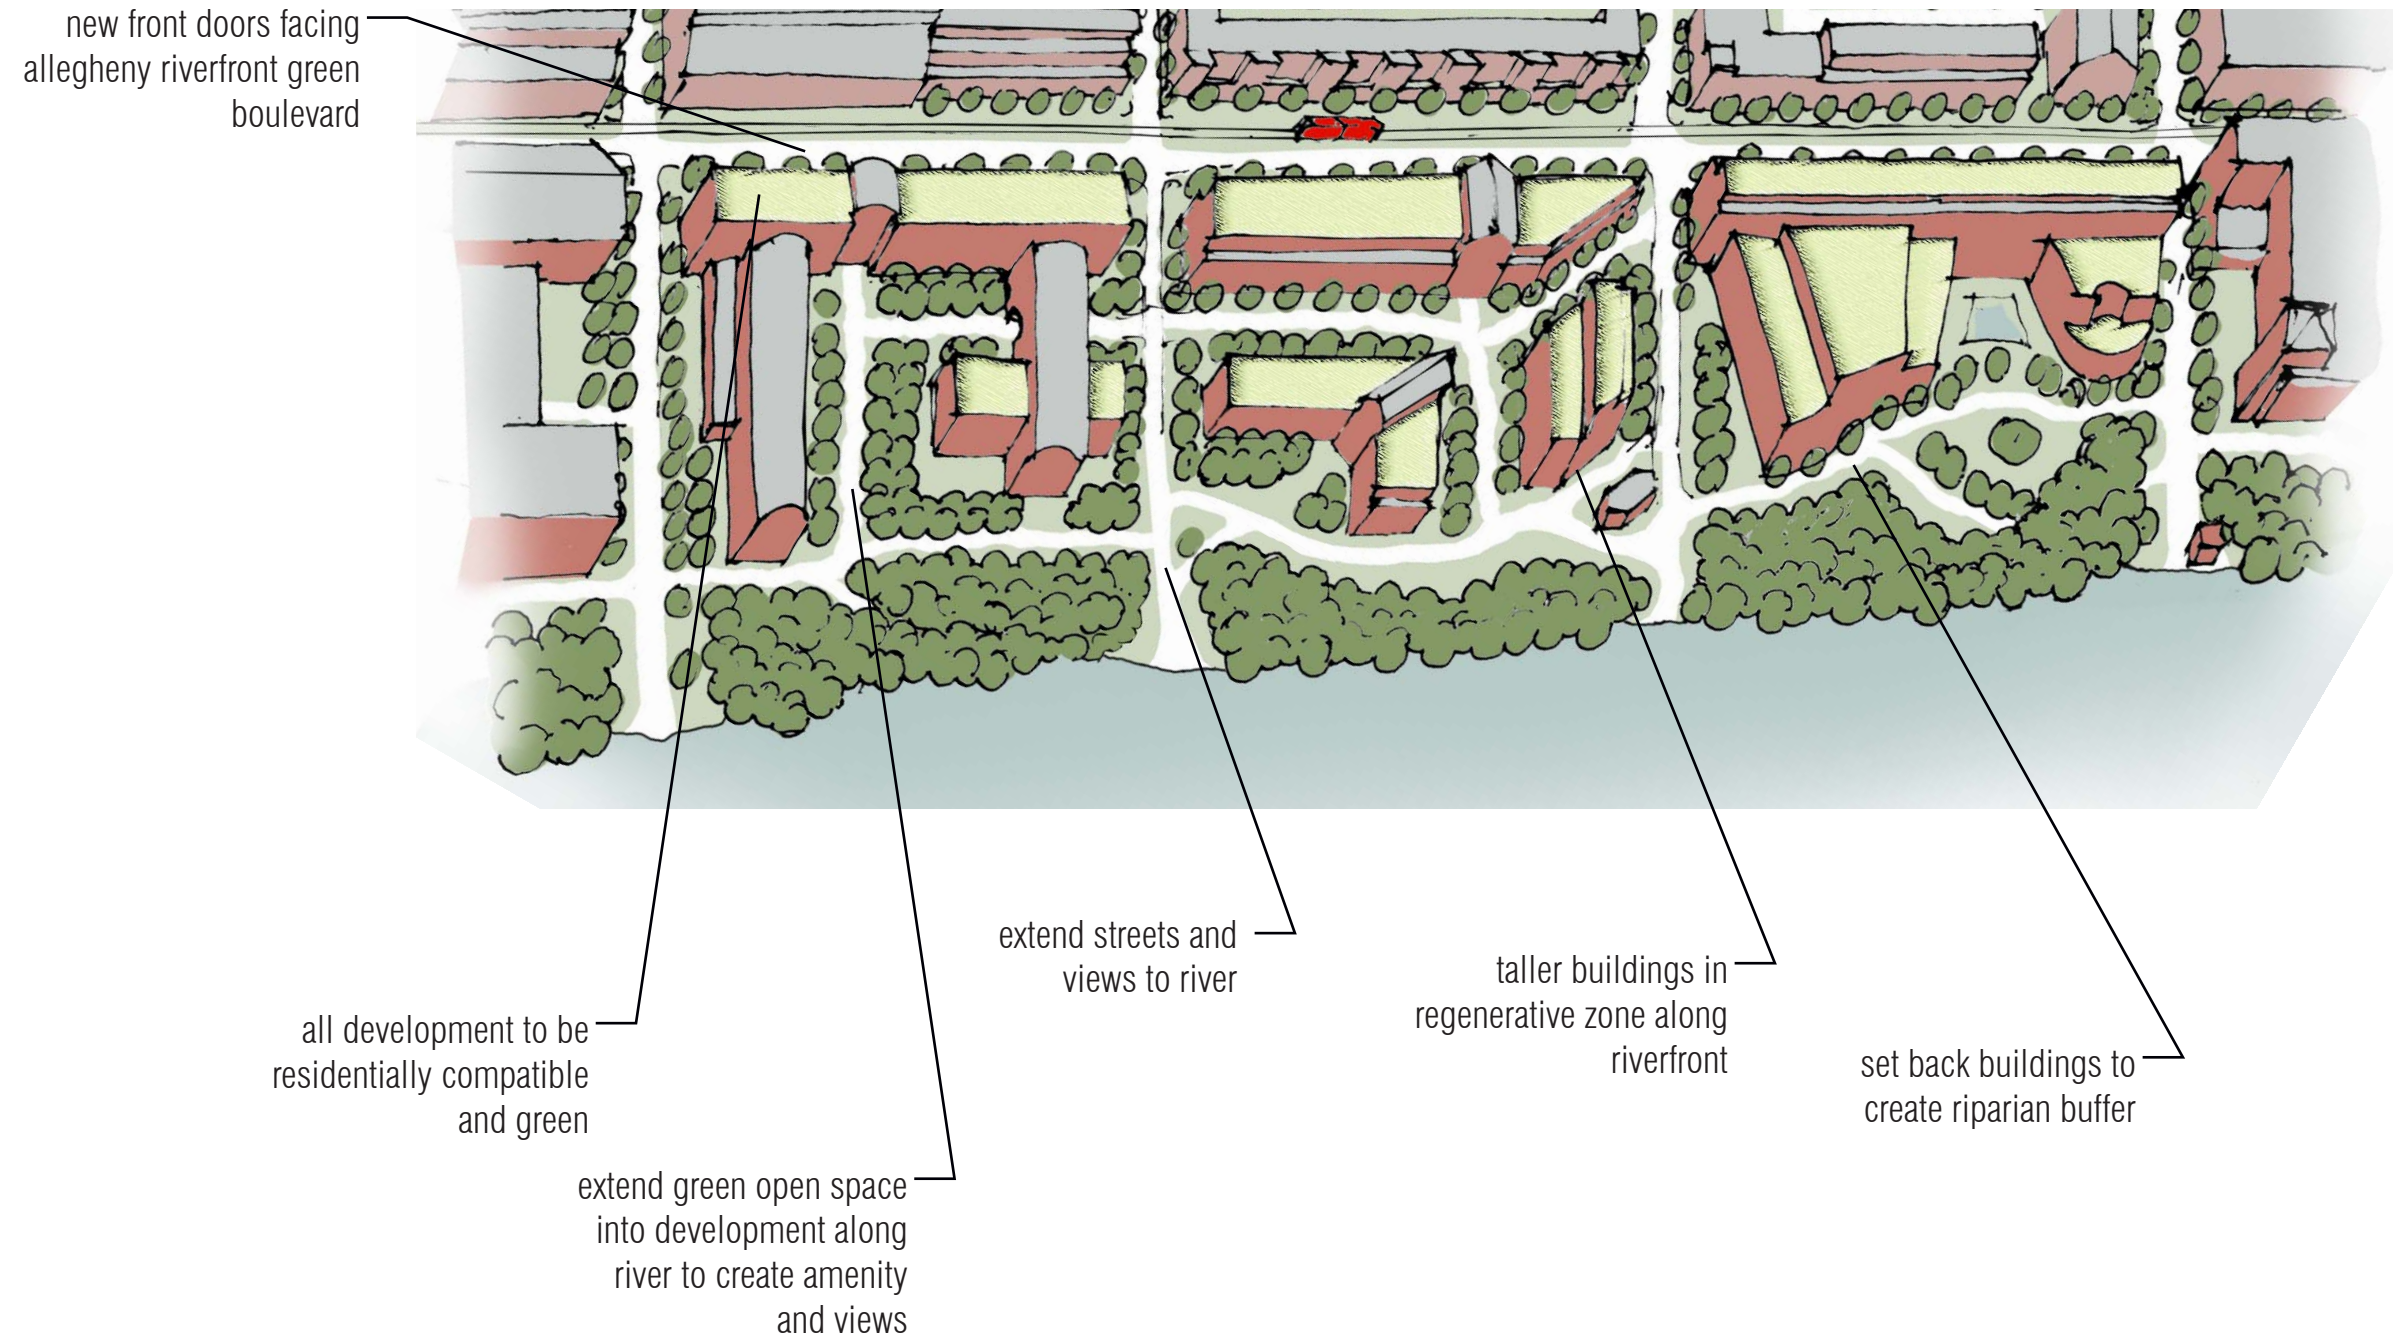 new front doors facing
allegheny riverfront green
boulevard
extend streets and
views to river
taller buildings in
regenerative zone along
riverfront
all development to be
residentially compatible
and green
set back buildings to
create riparian buffer
extend green open space
into development along
river to create amenity
and views